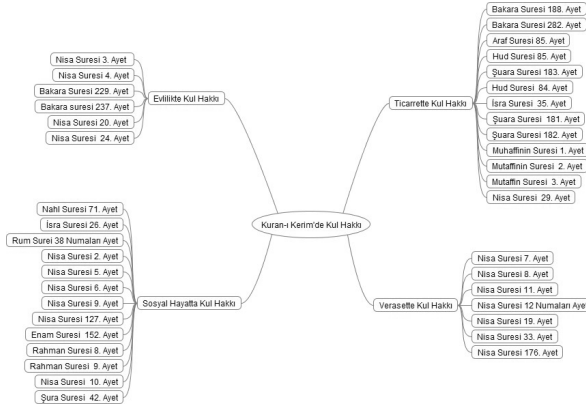 Kuran-ı Kerim'de Kul Hakkı
Evlilikte Kul Hakkı
Nisa Suresi 3. Ayet
Nisa Suresi 4. Ayet
Bakara Suresi 229. Ayet
Bakara suresi 237. Ayet
Nisa Suresi 20. Ayet
Nisa Suresi 24. Ayet
Ticarrette Kul Hakkı
Bakara Suresi 188. Ayet
Bakara Suresi 282. Ayet
Araf Suresi 85. Ayet
Hud Suresi 85. Ayet
Şuara Suresi 183. Ayet
Hud Suresi 84. Ayet
İsra Suresi 35. Ayet
Şuara Suresi 181. Ayet
Şuara Suresi 182. Ayet
Muhaffinin Suresi 1. Ayet
Mutaffinin Suresi 2. Ayet
Mutaffin Suresi 3. Ayet
Nisa Suresi 29. Ayet
Sosyal Hayatta Kul Hakkı
Nahl Suresi 71. Ayet
İsra Suresi 26. Ayet
Rum Surei 38 Numaları Ayet
Nisa Suresi 2. Ayet
Nisa Suresi 5. Ayet
Nisa Suresi 6. Ayet
Nisa Suresi 9. Ayet
Nisa Suresi 127. Ayet
Enam Suresi 152. Ayet
Rahman Suresi 8. Ayet
Rahman Suresi 9. Ayet
Nisa Suresi 10. Ayet
Şura Suresi 42. Ayet
Verasette Kul Hakkı
Nisa Suresi 7. Ayet
Nisa Suresi 8. Ayet
Nisa Suresi 11. Ayet
Nisa Suresi 12 Numaları Ayet
Nisa Suresi 19. Ayet
Nisa Suresi 33. Ayet
Nisa Suresi 176. Ayet